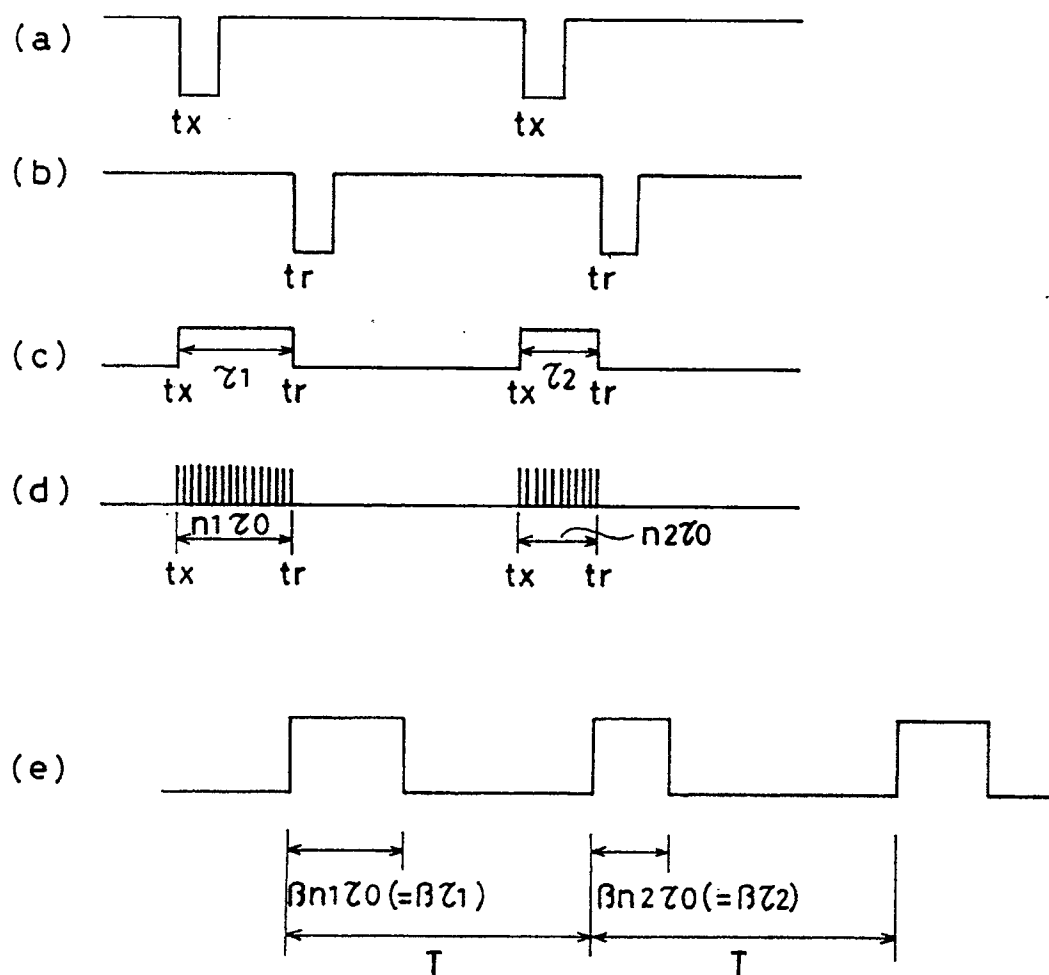 (a)
tx tx
(b)
tr tr
(c)
τ1 τ2
tx tr tx tr
(d)
n1τ0 n2τ0
tx tr tx tr
(e)
βn1τ0(=βτ1) βn2τ0(=βτ2)
T T